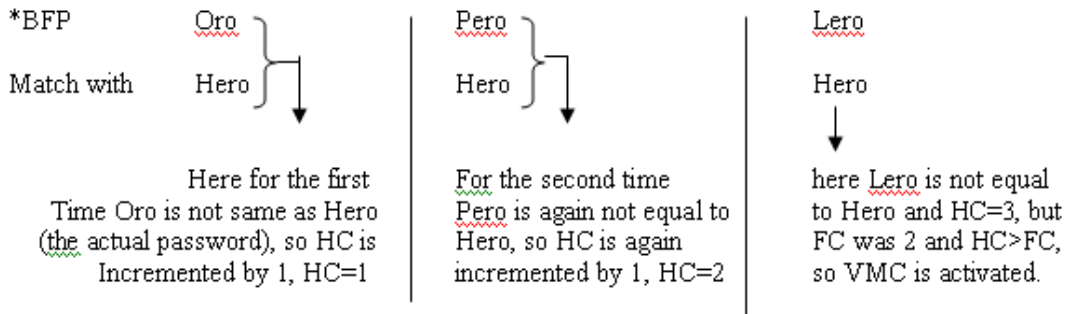 *BFP Oro Pero Lero
Match with Hero Hero Hero
Here for the first
Time Oro is not same as Hero
(the actual password), so HC is
Incremented by 1, HC=1
For the second time
Pero is again not equal to
Hero, so HC is again
incremented by 1, HC=2
here Lero is not equal
to Hero and HC=3, but
FC was 2 and HC>FC,
so VMC is activated.